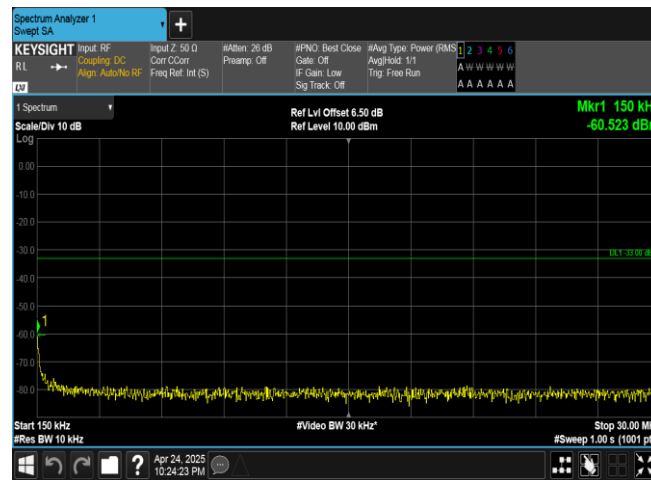 Spectrum Analyzer 1
Swept SA
+
KEYSIGHT
RL
LXI
Input: RF
Coupling: DC
Align: Auto/No RF
Input Z: 50 Ω
Corr CCorr
Freq Ref: Int (S)
#Atten: 26 dB
Preamp: Off
#PNO: Best Close
Gate: Off
IF Gain: Low
Sig Track: Off
#Avg Type: Power (RMS
Avg|Hold: 1/1
Trig: Free Run
1 2 3 4 5 6
A W W W W W
A A A A A A
1 Spectrum
Scale/Div 10 dB
Log
Ref Lvl Offset 6.50 dB
Ref Level 10.00 dBm
Mkr1 150 kH
-60.523 dB
0.00
-10.0
-20.0
-30.0
DL1 -33.00 dB
-40.0
-50.0
1
-60.0
-70.0
-80.0
Start 150 kHz
#Res BW 10 kHz
#Video BW 30 kHz*
Stop 30.00 M
#Sweep 1.00 s (1001 pt
?
Apr 24, 2025
10:24:23 PM